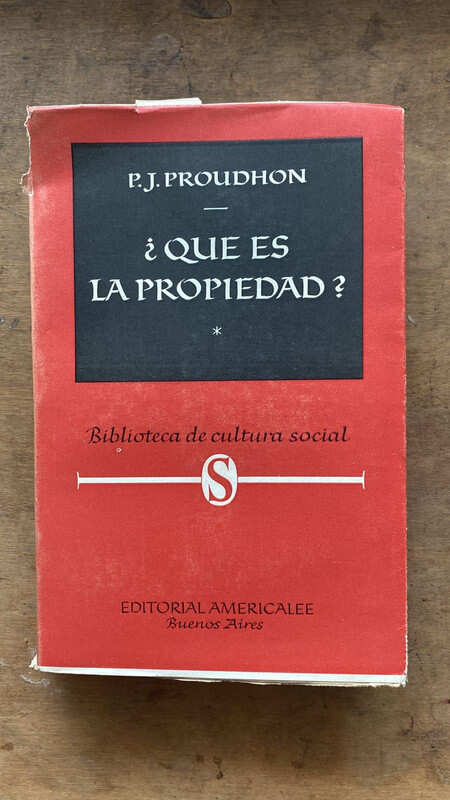 P. J. PROUDHON
—
¿ QUE ES
LA PROPIEDAD ?
*
Biblioteca de cultura social
S
EDITORIAL AMERICALEE
Buenos Aires